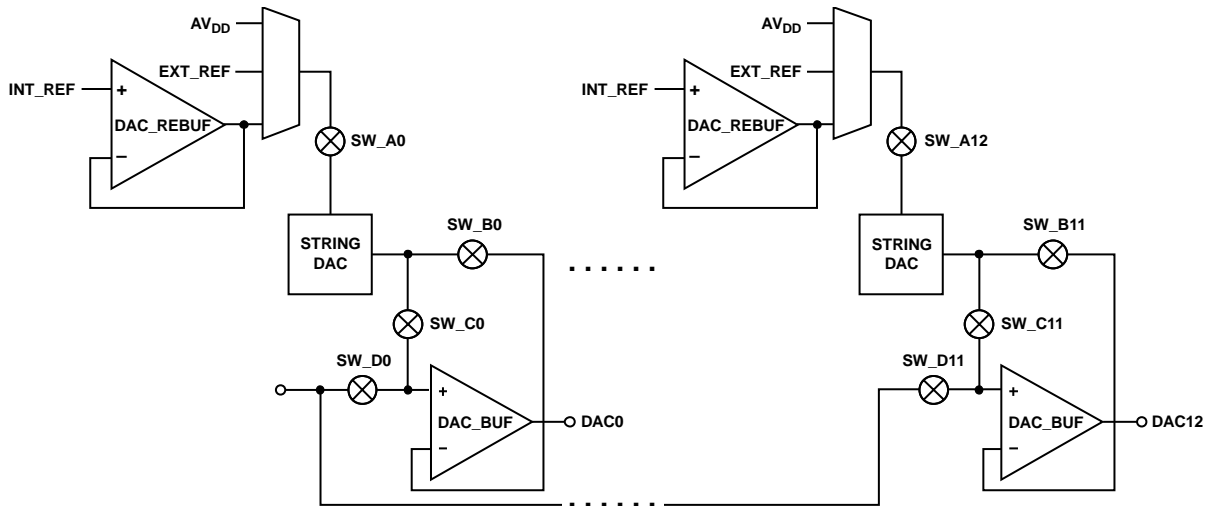 AVDD
EXT_REF
INT_REF
+
DAC_REBUF
−
SW_A0
STRING
DAC
SW_B0
SW_C0
SW_D0
+
DAC_BUF
−
DAC0
......
AVDD
EXT_REF
INT_REF
+
DAC_REBUF
−
SW_A12
STRING
DAC
SW_B11
SW_C11
SW_D11
+
DAC_BUF
−
DAC12
......